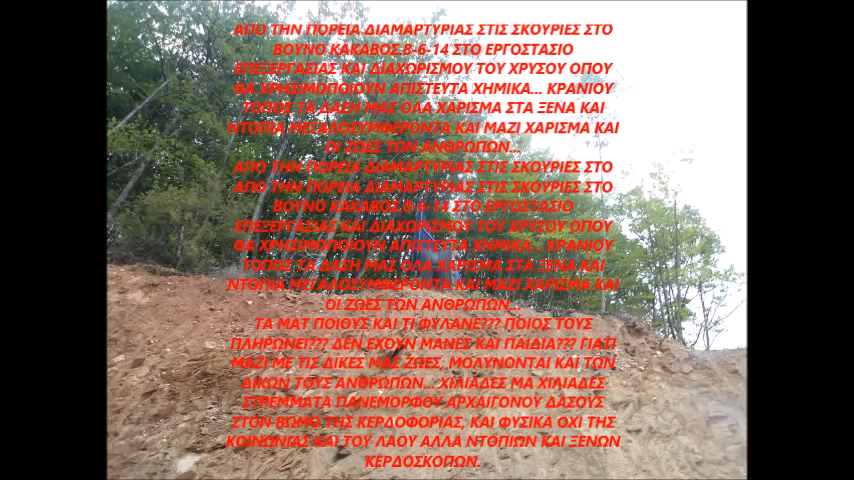 ΑΠΟ ΤΗΝ ΠΟΡΕΙΑ ΔΙΑΜΑΡΤΥΡΙΑΣ ΣΤΙΣ ΣΚΟΥΡΙΕΣ ΣΤΟ
ΒΟΥΝΟ ΚΑΚΑΒΟΣ 8-6-14 ΣΤΟ ΕΡΓΟΣΤΑΣΙΟ
ΕΠΕΞΕΡΓΑΣΙΑΣ ΚΑΙ ΔΙΑΧΩΡΙΣΜΟΥ ΤΟΥ ΧΡΥΣΟΥ ΟΠΟΥ
ΘΑ ΧΡΗΣΙΜΟΠΟΙΟΥΝ ΑΠΙΣΤΕΥΤΑ ΧΗΜΙΚΑ... ΚΡΑΝΙΟΥ
ΤΟΠΟΣ ΤΑ ΔΑΣΗ ΜΑΣ ΟΛΑ ΧΑΡΙΣΜΑ ΣΤΑ ΞΕΝΑ ΚΑΙ
ΝΤΟΠΙΑ ΜΕΓΑΛΟΣΥΜΦΕΡΟΝΤΑ ΚΑΙ ΜΑΖΙ ΧΑΡΙΣΜΑ ΚΑΙ
ΟΙ ΖΩΕΣ ΤΩΝ ΑΝΘΡΩΠΩΝ...
ΑΠΟ ΤΗΝ ΠΟΡΕΙΑ ΔΙΑΜΑΡΤΥΡΙΑΣ ΣΤΙΣ ΣΚΟΥΡΙΕΣ ΣΤΟ
ΑΠΟ ΤΗΝ ΠΟΡΕΙΑ ΔΙΑΜΑΡΤΥΡΙΑΣ ΣΤΙΣ ΣΚΟΥΡΙΕΣ ΣΤΟ
ΒΟΥΝΟ ΚΑΚΑΒΟΣ 8-6-14 ΣΤΟ ΕΡΓΟΣΤΑΣΙΟ
ΕΠΕΞΕΡΓΑΣΙΑΣ ΚΑΙ ΔΙΑΧΩΡΙΣΜΟΥ ΤΟΥ ΧΡΥΣΟΥ ΟΠΟΥ
ΘΑ ΧΡΗΣΙΜΟΠΟΙΟΥΝ ΑΠΙΣΤΕΥΤΑ ΧΗΜΙΚΑ... ΚΡΑΝΙΟΥ
ΤΟΠΟΣ ΤΑ ΔΑΣΗ ΜΑΣ ΟΛΑ ΧΑΡΙΣΜΑ ΣΤΑ ΞΕΝΑ ΚΑΙ
ΝΤΟΠΙΑ ΜΕΓΑΛΟΣΥΜΦΕΡΟΝΤΑ ΚΑΙ ΜΑΖΙ ΧΑΡΙΣΜΑ ΚΑΙ
ΟΙ ΖΩΕΣ ΤΩΝ ΑΝΘΡΩΠΩΝ...
ΤΑ ΜΑΤ ΠΟΙΟΥΣ ΚΑΙ ΤΙ ΦΥΛΑΝΕ??? ΠΟΙΟΣ ΤΟΥΣ
ΠΛΗΡΩΝΕΙ??? ΔΕΝ ΕΧΟΥΝ ΜΑΝΕΣ ΚΑΙ ΠΑΙΔΙΑ??? ΓΙΑΤΙ
ΜΑΖΙ ΜΕ ΤΙΣ ΔΙΚΕΣ ΜΑΣ ΖΩΕΣ, ΜΟΛΥΝΟΝΤΑΙ ΚΑΙ ΤΩΝ
ΔΙΚΩΝ ΤΟΥΣ ΑΝΘΡΩΠΩΝ... ΧΙΛΙΑΔΕΣ ΜΑ ΧΙΛΙΑΔΕΣ
ΣΤΡΕΜΜΑΤΑ ΠΑΝΕΜΟΡΦΟΥ ΑΡΧΑΙΓΟΝΟΥ ΔΑΣΟΥΣ
ΣΤΟΝ ΒΩΜΟ ΤΗΣ ΚΕΡΔΟΦΟΡΙΑΣ, ΚΑΙ ΦΥΣΙΚΑ ΟΧΙ ΤΗΣ
ΚΟΙΝΩΝΙΑΣ ΚΑΙ ΤΟΥ ΛΑΟΥ ΑΛΛΑ ΝΤΟΠΙΩΝ ΚΑΙ ΞΕΝΩΝ
ΚΕΡΔΟΣΚΟΠΩΝ.